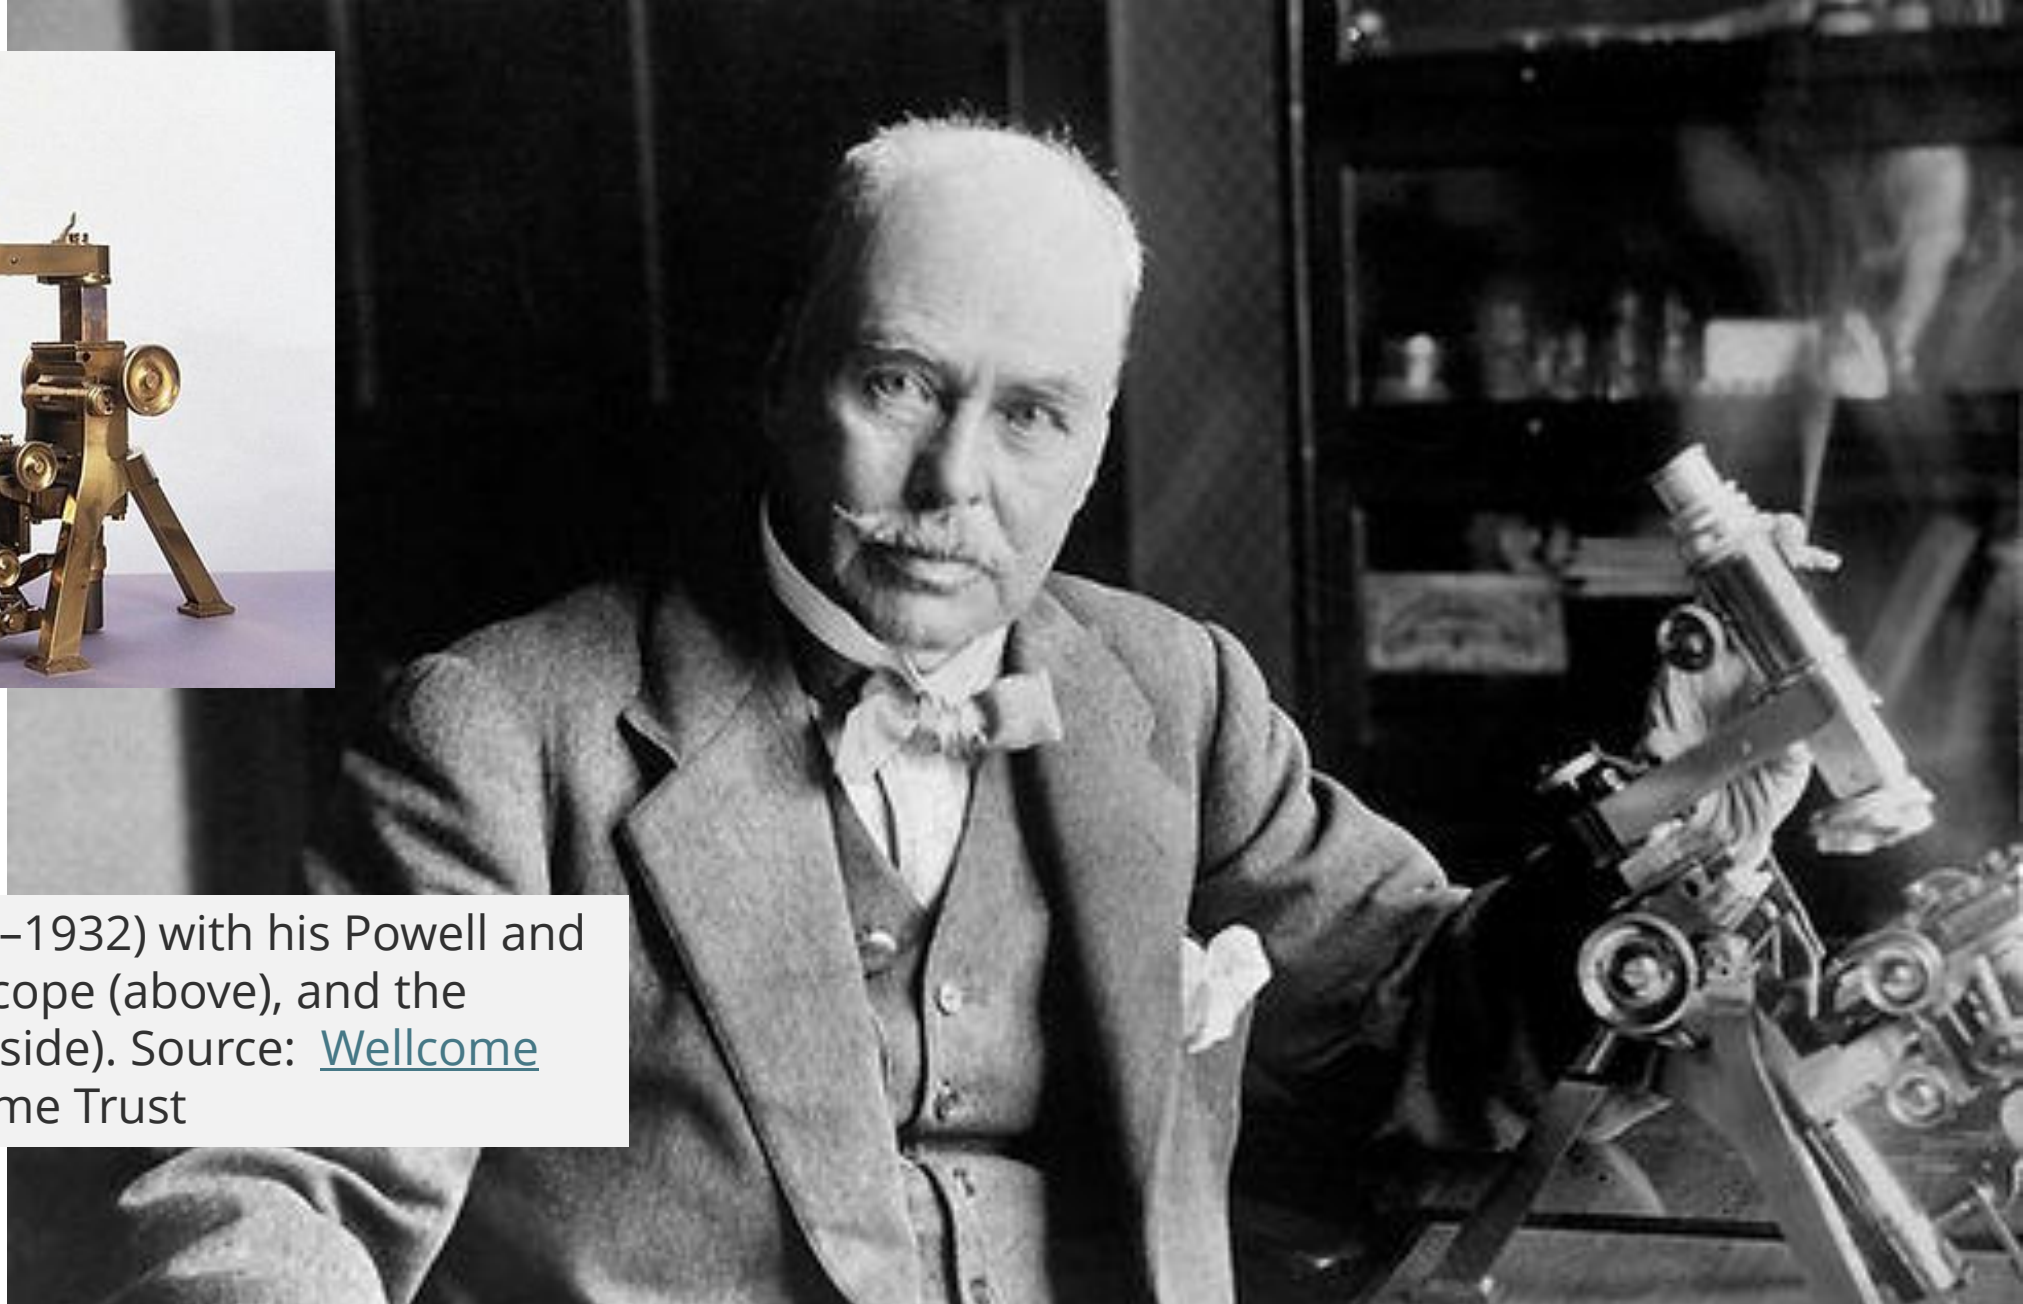 –1932) with his Powell and
cope (above), and the
side). Source: Wellcome
me Trust